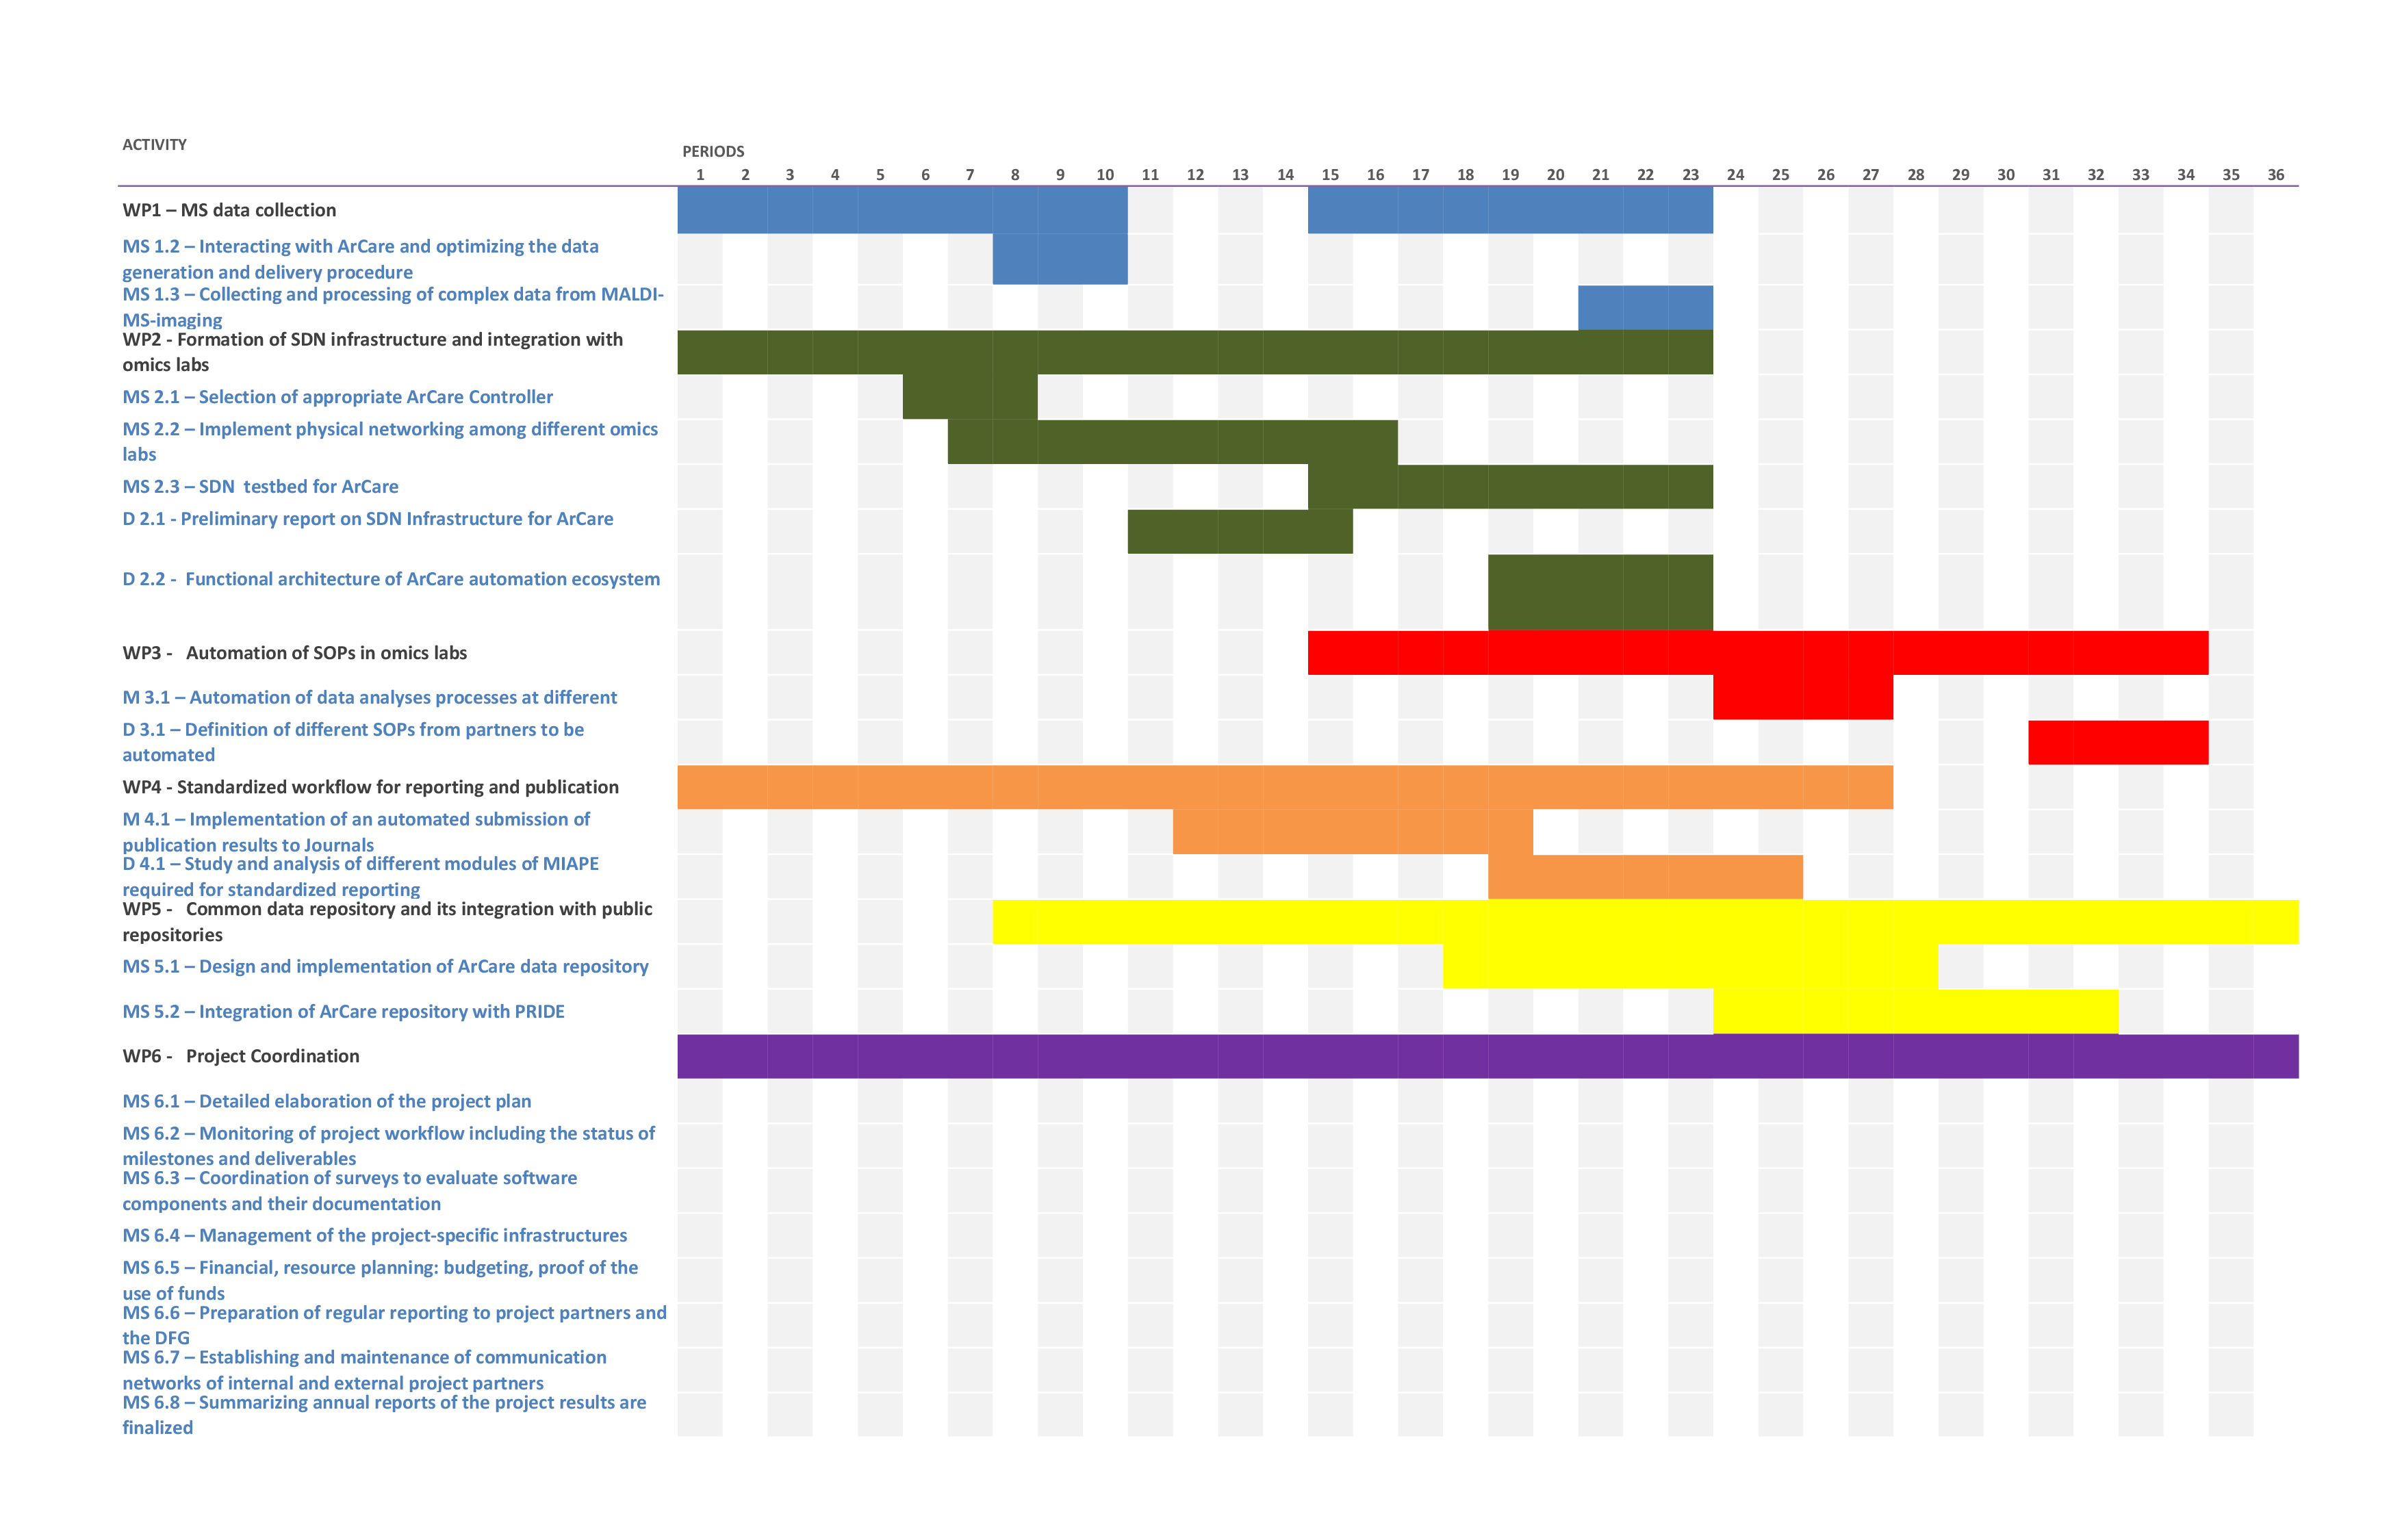 ACTIVITY
PERIODS
1 2 3 4 5 6 7 8 9 10 11 12 13 14 15 16 17 18 19 20 21 22 23 24 25 26 27 28 29 30 31 32 33 34 35 36
WP1 – MS data collection
MS 1.2 – Interacting with ArCare and optimizing the data
generation and delivery procedure
MS 1.3 – Collecting and processing of complex data from MALDI-
MS-imaging
WP2 - Formation of SDN infrastructure and integration with
omics labs
MS 2.1 – Selection of appropriate ArCare Controller
MS 2.2 – Implement physical networking among different omics
labs
MS 2.3 – SDN testbed for ArCare
D 2.1 - Preliminary report on SDN Infrastructure for ArCare
D 2.2 - Functional architecture of ArCare automation ecosystem
WP3 - Automation of SOPs in omics labs
M 3.1 – Automation of data analyses processes at different
D 3.1 – Definition of different SOPs from partners to be
automated
WP4 - Standardized workflow for reporting and publication
M 4.1 – Implementation of an automated submission of
publication results to Journals
D 4.1 – Study and analysis of different modules of MIAPE
required for standardized reporting
WP5 - Common data repository and its integration with public
repositories
MS 5.1 – Design and implementation of ArCare data repository
MS 5.2 – Integration of ArCare repository with PRIDE
WP6 - Project Coordination
MS 6.1 – Detailed elaboration of the project plan
MS 6.2 – Monitoring of project workflow including the status of
milestones and deliverables
MS 6.3 – Coordination of surveys to evaluate software
components and their documentation
MS 6.4 – Management of the project-specific infrastructures
MS 6.5 – Financial, resource planning: budgeting, proof of the
use of funds
MS 6.6 – Preparation of regular reporting to project partners and
the DFG
MS 6.7 – Establishing and maintenance of communication
networks of internal and external project partners
MS 6.8 – Summarizing annual reports of the project results are
finalized